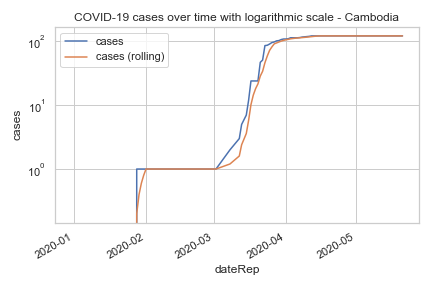 COVID-19 cases over time with logarithmic scale - Cambodia
cases
cases (rolling)
10²
10¹
10⁰
cases
2020-01
2020-02
2020-03
2020-04
2020-05
dateRep